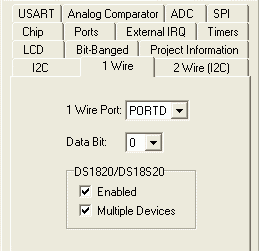 USART Analog Comparator ADC SPI
Chip Ports External IRQ Timers
LCD Bit-Banged Project Information
I2C 1 Wire 2 Wire (I2C)
1 Wire Port: PORTD
Data Bit: 0
DS1820/DS18S20
Enabled
Multiple Devices